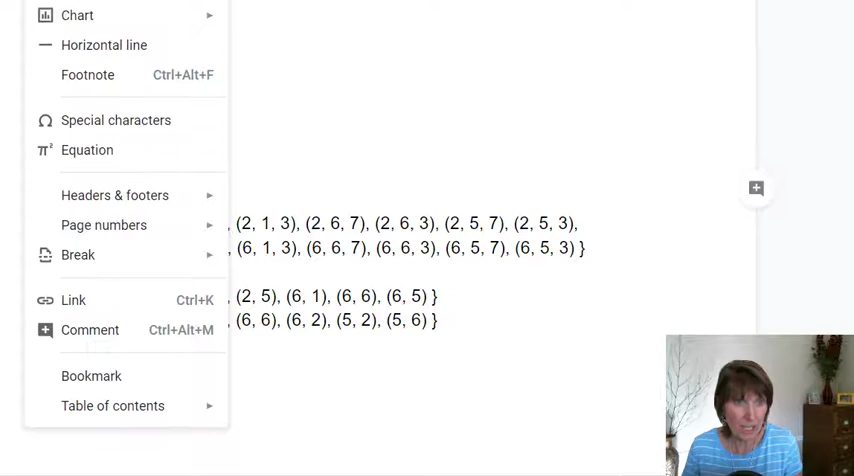 Chart
Horizontal line
Footnote Ctrl+Alt+F
Special characters
π² Equation
Headers & footers
Page numbers
Break
Link Ctrl+K
Comment Ctrl+Alt+M
Bookmark
Table of contents
, (2, 1, 3), (2, 6, 7), (2, 6, 3), (2, 5, 7), (2, 5, 3),
, (6, 1, 3), (6, 6, 7), (6, 6, 3), (6, 5, 7), (6, 5, 3) }
, (2, 5), (6, 1), (6, 6), (6, 5) }
, (6, 6), (6, 2), (5, 2), (5, 6) }